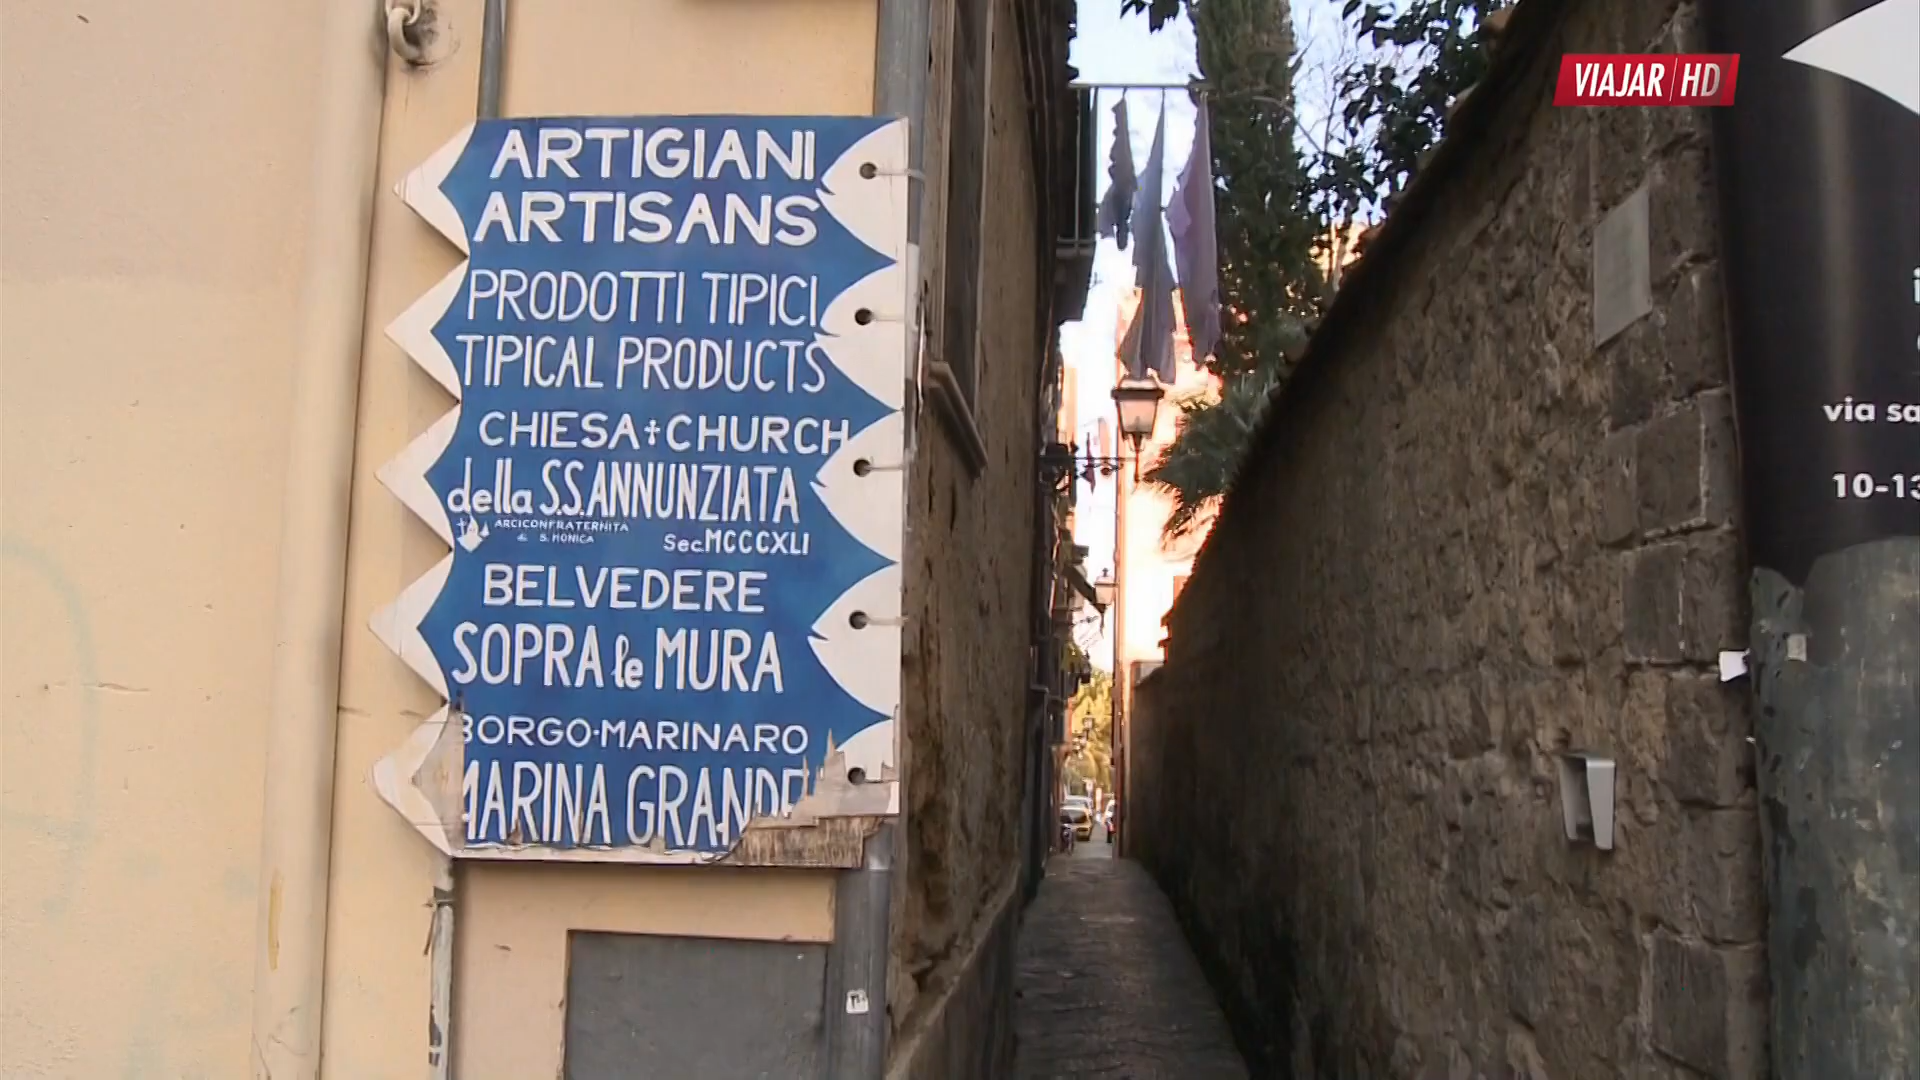 VIAJAR|HD
ARTIGIANI
ARTISANS
PRODOTTI TIPICI
TIPICAL PRODUCTS
CHIESA✝CHURCH
della S.S.ANNUNZIATA
ARCICONFRATERNITA
di S. MONICA
Sec.MCCCXLI
BELVEDERE
SOPRA le MURA
BORGO-MARINARO
MARINA GRANDE
via sa
10-13